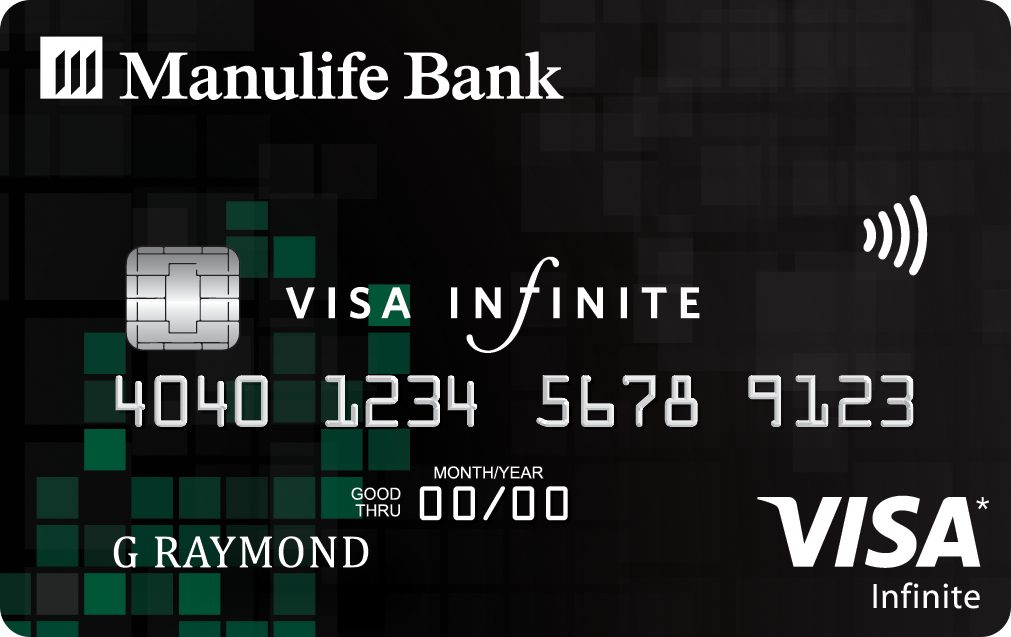 Manulife Bank
VISA INFINITE
4040 1234 5678 9123
MONTH/YEAR
GOOD THRU 00/00
G RAYMOND
VISA*
Infinite